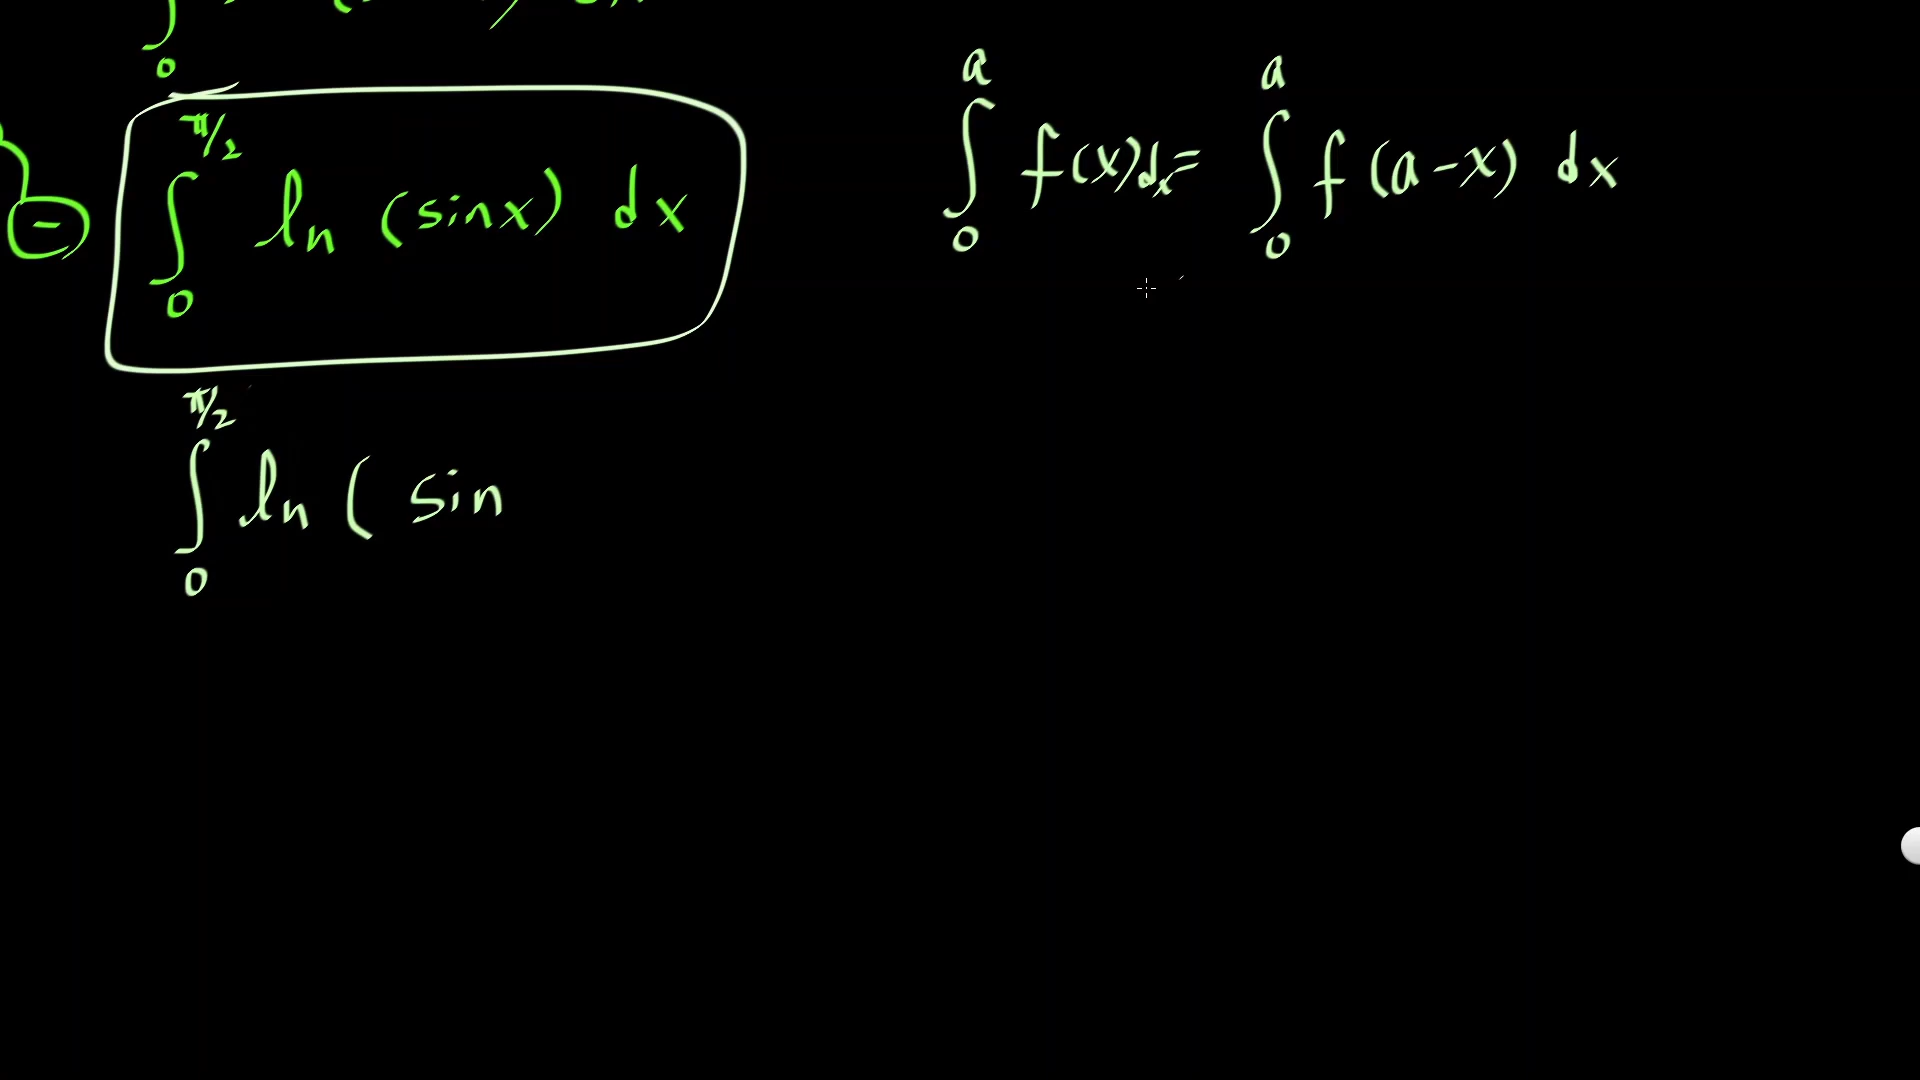 ∫₀^{π/2} ln (sinx) dx
∫₀^a f(x)dx = ∫₀^a f(a-x) dx
∫₀^{π/2} ln ( sin